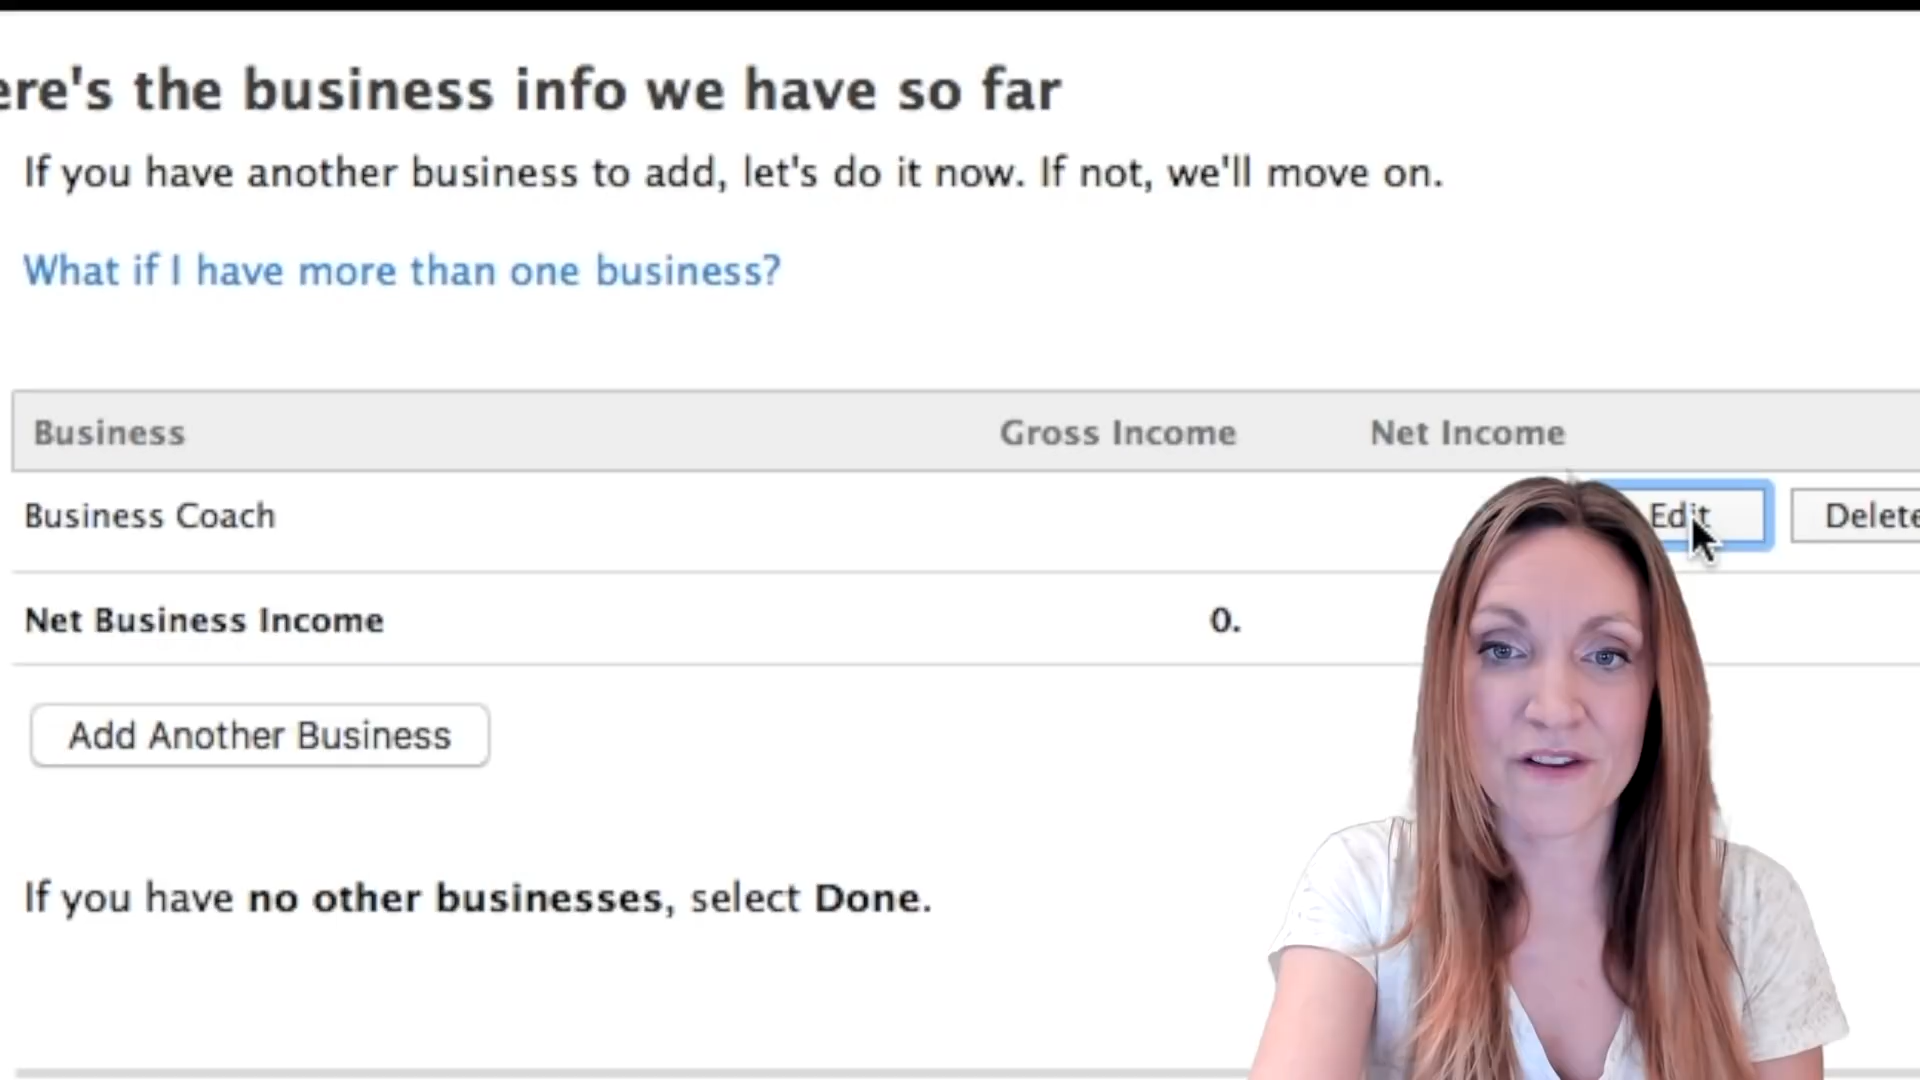 ere's the business info we have so far
If you have another business to add, let's do it now. If not, we'll move on.
What if I have more than one business?
Business Gross Income Net Income
Business Coach Edit Delete
Net Business Income 0.
Add Another Business
If you have no other businesses, select Done.